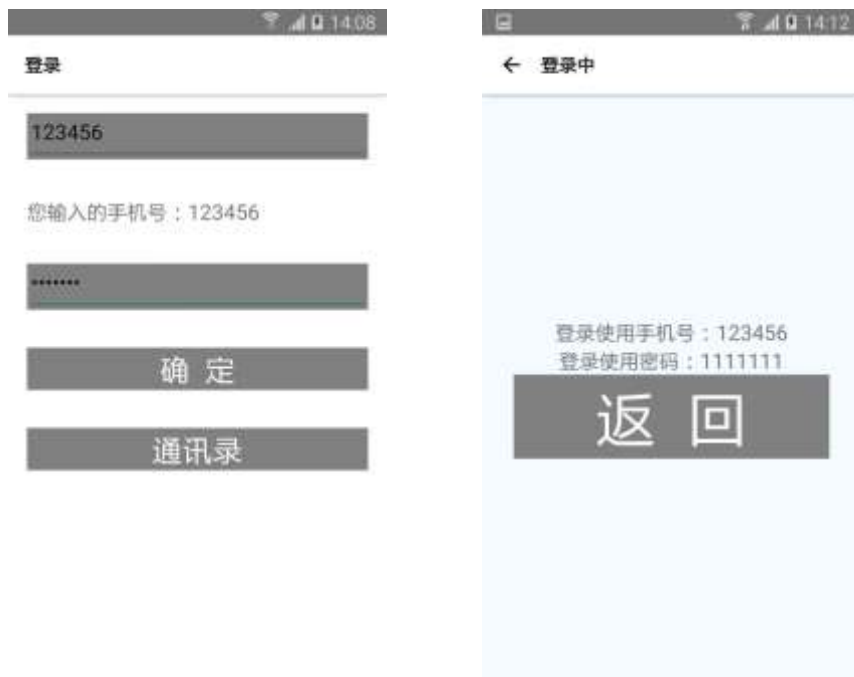 14:08
登录
123456
您输入的手机号：123456
•••••••
确 定
通讯录
14:12
← 登录中
登录使用手机号：123456
登录使用密码：1111111
返 回